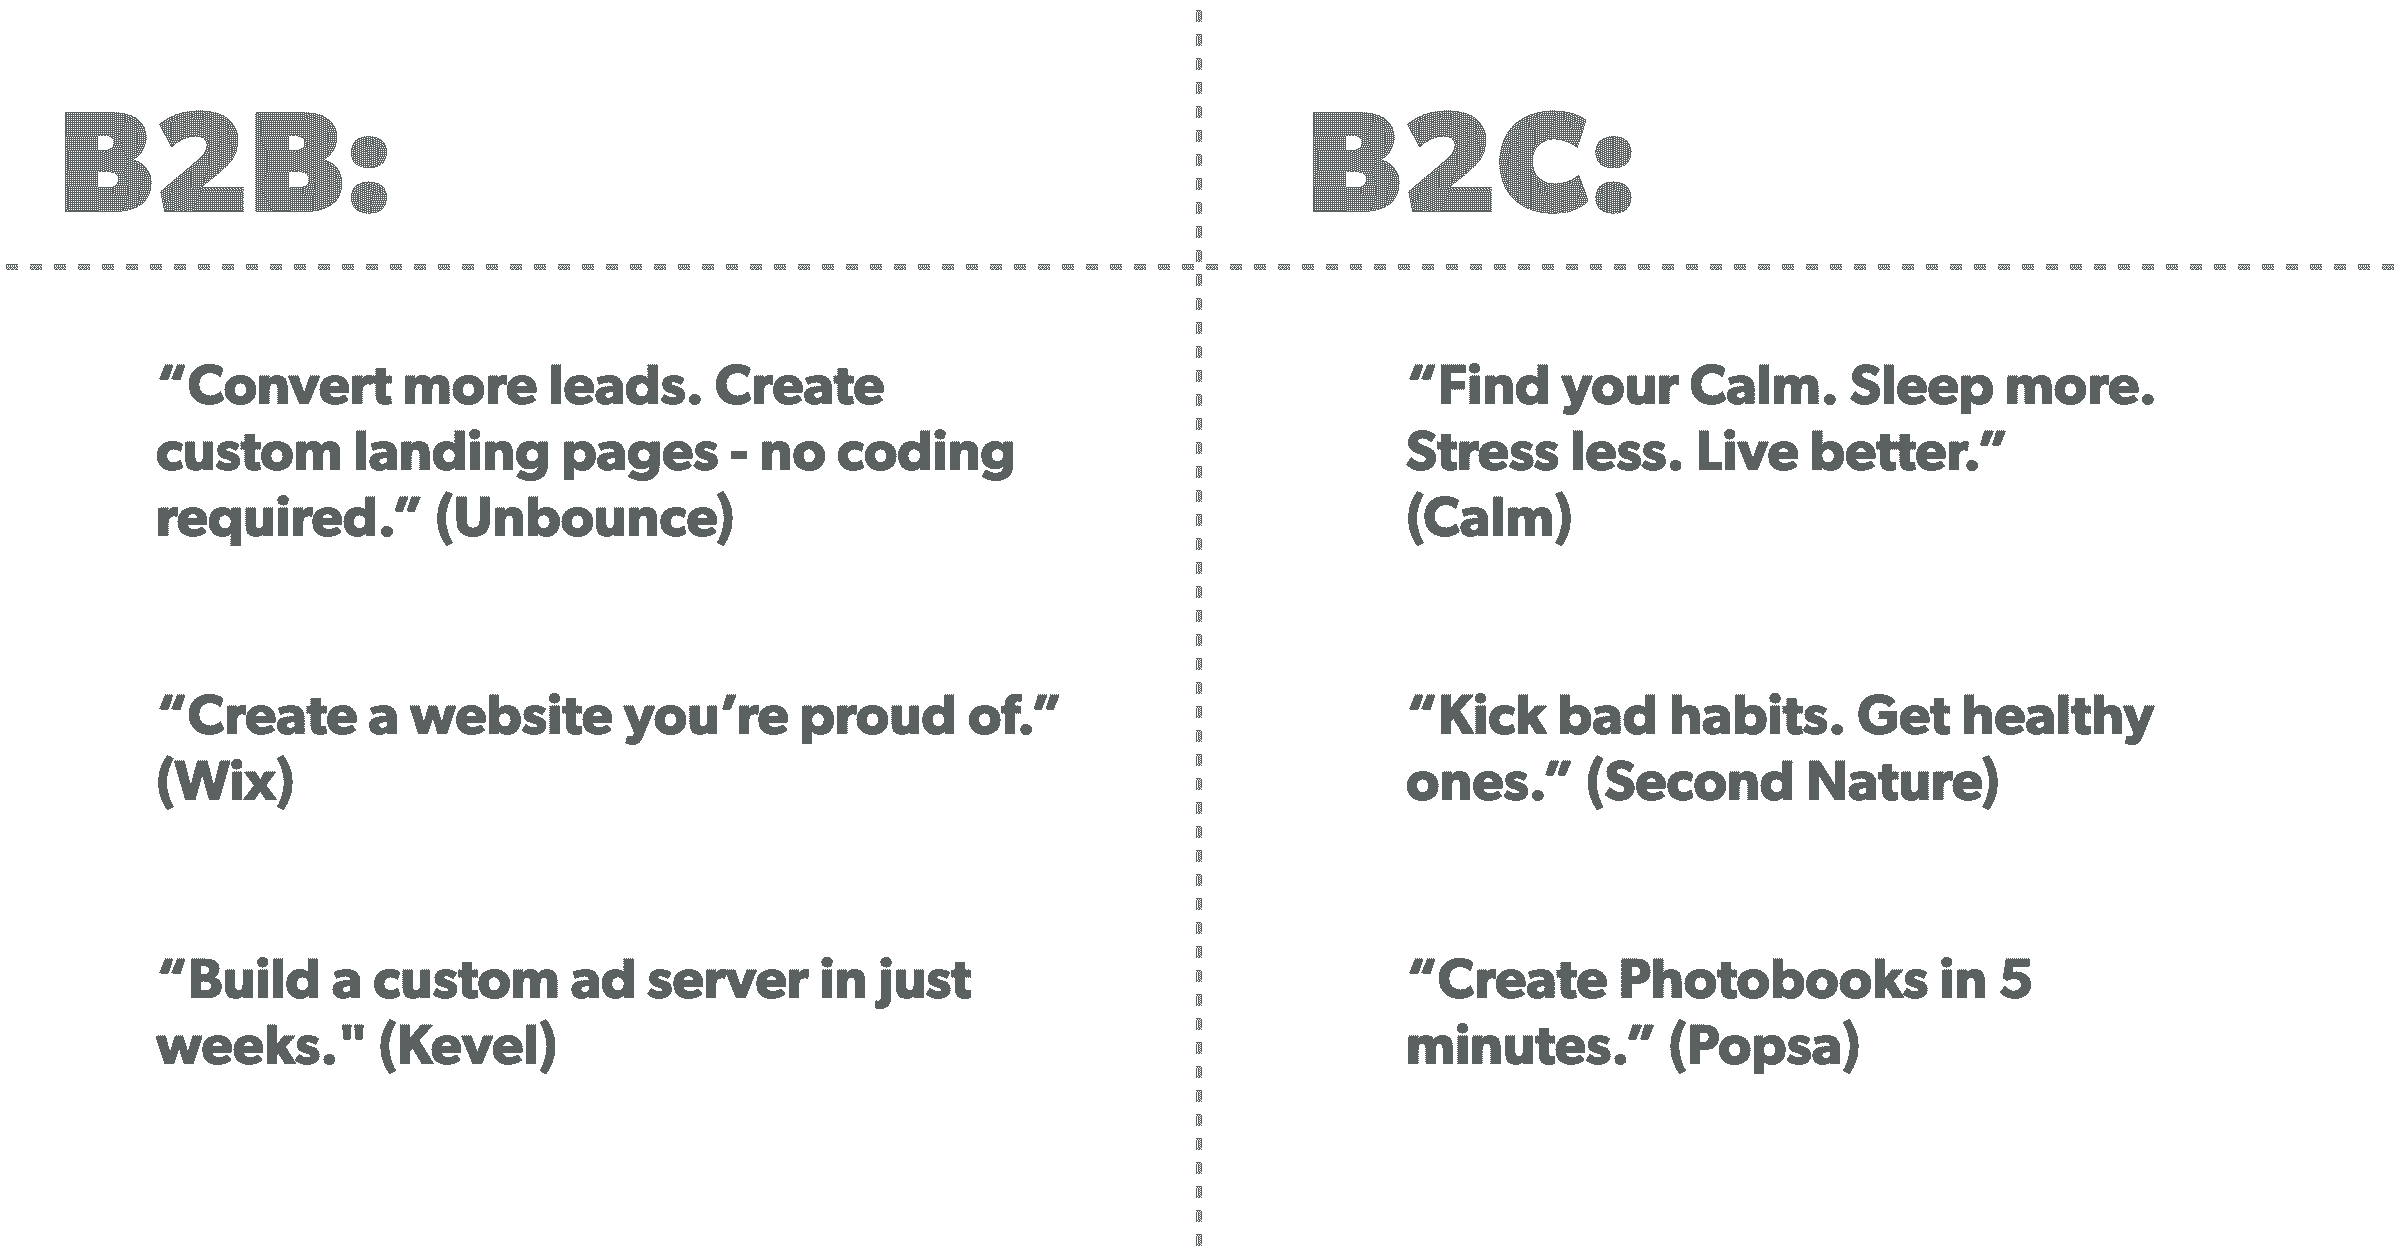 B2B:
“Convert more leads. Create
custom landing pages - no coding
required.” (Unbounce)
“Create a website you’re proud of.”
(Wix)
“Build a custom ad server in just
weeks." (Kevel)
B2C:
“Find your Calm. Sleep more.
Stress less. Live better.”
(Calm)
“Kick bad habits. Get healthy
ones.” (Second Nature)
“Create Photobooks in 5
minutes.” (Popsa)